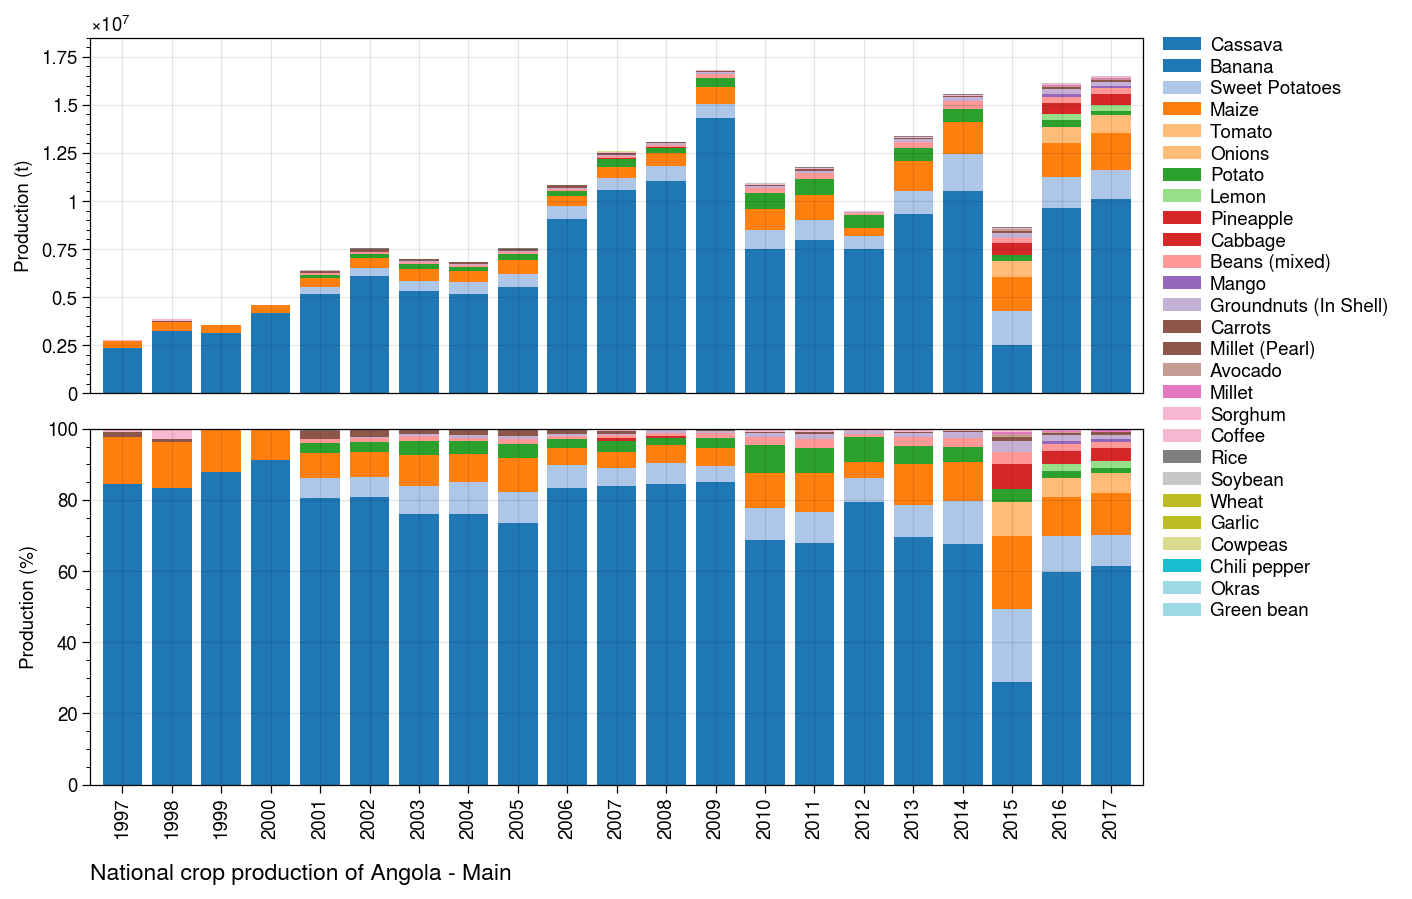 ×10⁷
1.75
1.5
1.25
1
0.75
0.5
0.25
0
Production (t)
Cassava
Banana
Sweet Potatoes
Maize
Tomato
Onions
Potato
Lemon
Pineapple
Cabbage
Beans (mixed)
Mango
Groundnuts (In Shell)
Carrots
Millet (Pearl)
Avocado
Millet
Sorghum
Coffee
Rice
Soybean
Wheat
Garlic
Cowpeas
Chili pepper
Okras
Green bean
100
80
60
40
20
0
Production (%)
1997
1998
1999
2000
2001
2002
2003
2004
2005
2006
2007
2008
2009
2010
2011
2012
2013
2014
2015
2016
2017
National crop production of Angola - Main